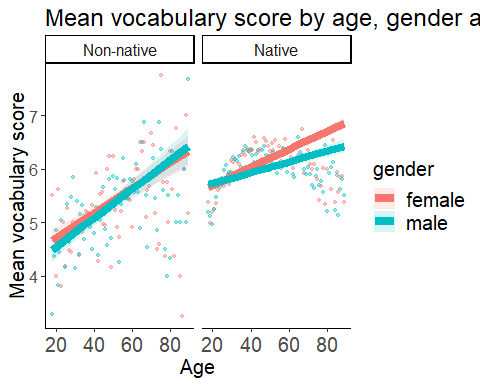 Mean vocabulary score by age, gender a
Non-native
Native
Mean vocabulary score
7
6
5
4
20 40 60 80 20 40 60 80
Age
gender
female
male